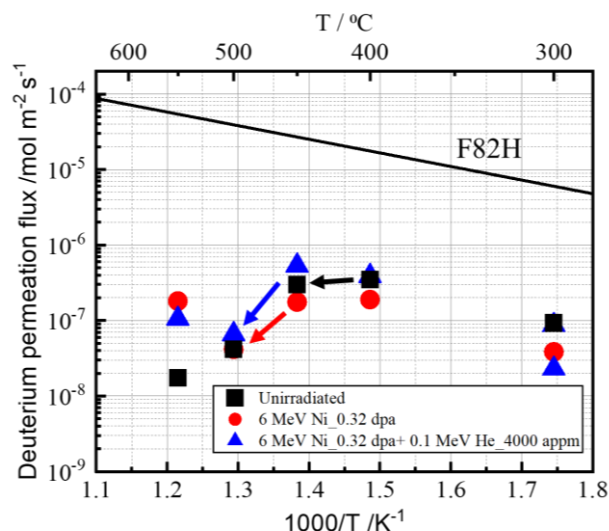 T / ºC
600 500 400 300
Deuterium permeation flux /mol m⁻² s⁻¹
10⁻⁴
10⁻⁵
10⁻⁶
10⁻⁷
10⁻⁸
10⁻⁹
F82H
Unirradiated
6 MeV Ni_0.32 dpa
6 MeV Ni_0.32 dpa+ 0.1 MeV He_4000 appm
1.1 1.2 1.3 1.4 1.5 1.6 1.7 1.8
1000/T /K⁻¹